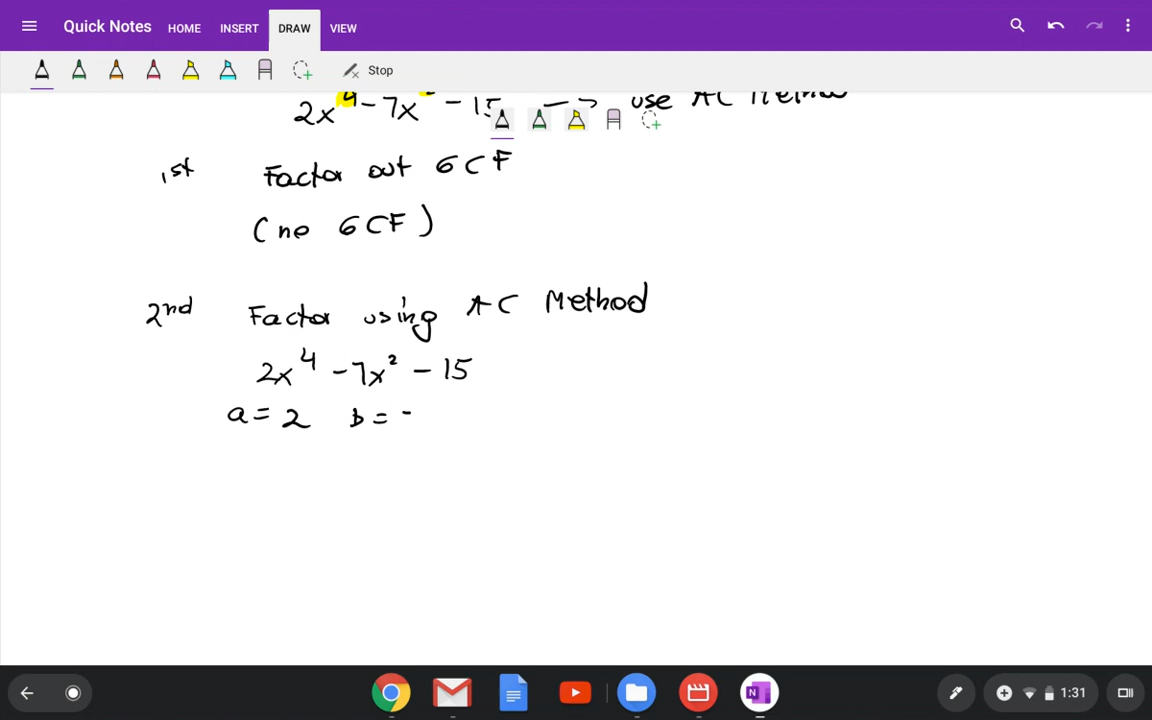 Quick Notes HOME INSERT DRAW VIEW
Stop
2x⁴ - 7x² - 15 → use AC Method
1st Factor out GCF
(no GCF)
2nd Factor using AC Method
2x⁴ - 7x² - 15
a = 2 b = -
1:31